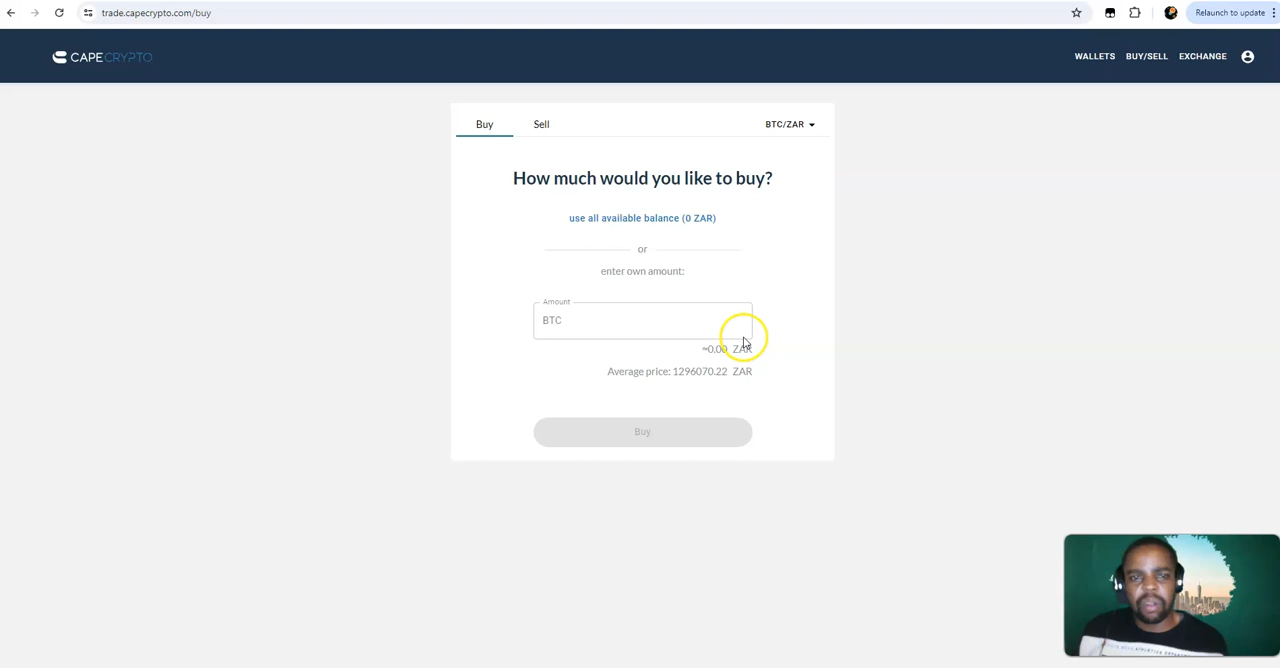 trade.capecrypto.com/buy
Relaunch to update
CAPECRYPTO
WALLETS BUY/SELL EXCHANGE
Buy Sell BTC/ZAR
How much would you like to buy?
use all available balance (0 ZAR)
or
enter own amount:
Amount
BTC
≈0.00 ZAR
Average price: 1296070.22 ZAR
Buy